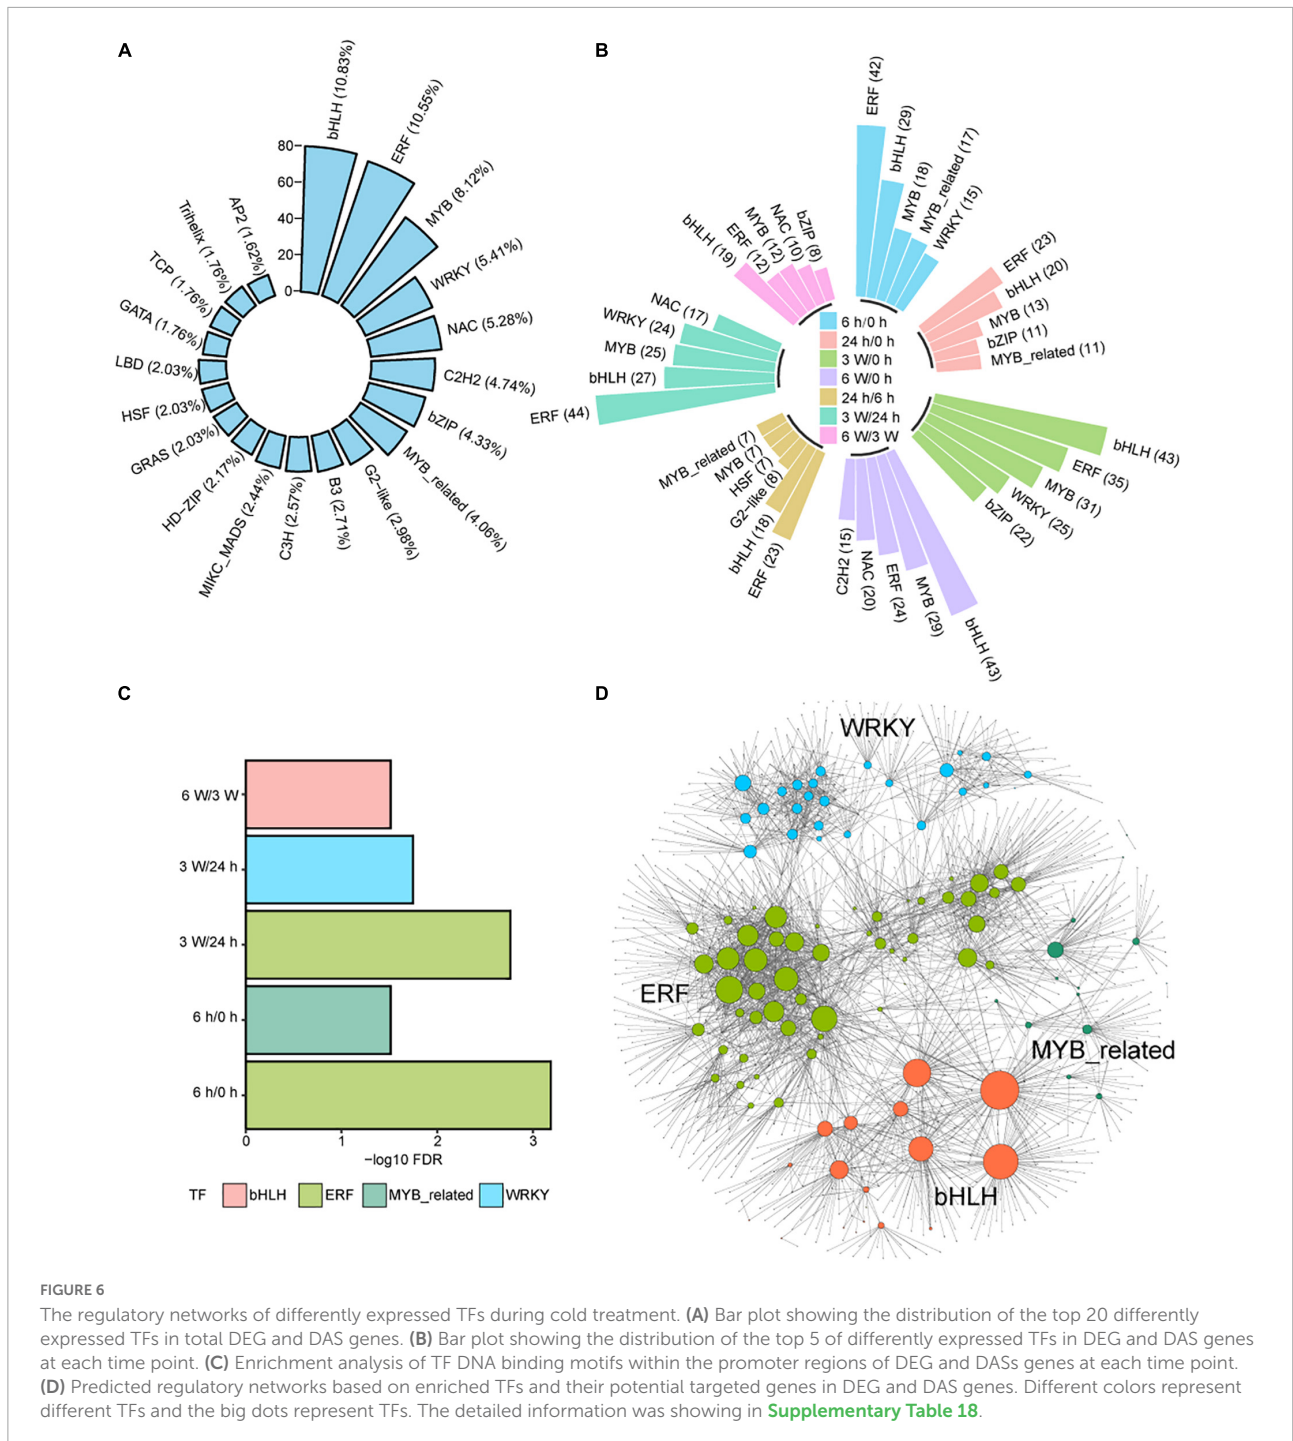 A
bHLH (10.83%)
ERF (10.55%)
MYB (8.12%)
WRKY (5.41%)
NAC (5.28%)
C2H2 (4.74%)
bZIP (4.33%)
MYB_related (4.06%)
G2−like (2.98%)
B3 (2.71%)
C3H (2.57%)
MIKC_MADS (2.44%)
HD−ZIP (2.17%)
GRAS (2.03%)
HSF (2.03%)
LBD (2.03%)
GATA (1.76%)
TCP (1.76%)
Trihelix (1.76%)
AP2 (1.62%)
80
60
40
20
0
B
ERF (42)
bHLH (29)
MYB (18)
MYB_related (17)
WRKY (15)
ERF (23)
bHLH (20)
MYB (13)
bZIP (11)
MYB_related (11)
bHLH (43)
ERF (35)
MYB (31)
WRKY (25)
bZIP (22)
bHLH (43)
MYB (29)
ERF (24)
NAC (20)
C2H2 (15)
ERF (23)
bHLH (18)
G2−like (8)
HSF (7)
MYB (7)
MYB_related (7)
ERF (44)
bHLH (27)
MYB (25)
WRKY (24)
NAC (17)
bHLH (19)
ERF (12)
MYB (12)
NAC (10)
bZIP (8)
6 h/0 h
24 h/0 h
3 W/0 h
6 W/0 h
24 h/6 h
3 W/24 h
6 W/3 W
C
6 W/3 W
3 W/24 h
3 W/24 h
6 h/0 h
6 h/0 h
0 1 2 3
−log10 FDR
TF bHLH ERF MYB_related WRKY
D
WRKY
ERF
MYB_related
bHLH
FIGURE 6
The regulatory networks of differently expressed TFs during cold treatment. (A) Bar plot showing the distribution of the top 20 differently
expressed TFs in total DEG and DAS genes. (B) Bar plot showing the distribution of the top 5 of differently expressed TFs in DEG and DAS genes
at each time point. (C) Enrichment analysis of TF DNA binding motifs within the promoter regions of DEG and DASs genes at each time point.
(D) Predicted regulatory networks based on enriched TFs and their potential targeted genes in DEG and DAS genes. Different colors represent
different TFs and the big dots represent TFs. The detailed information was showing in Supplementary Table 18.